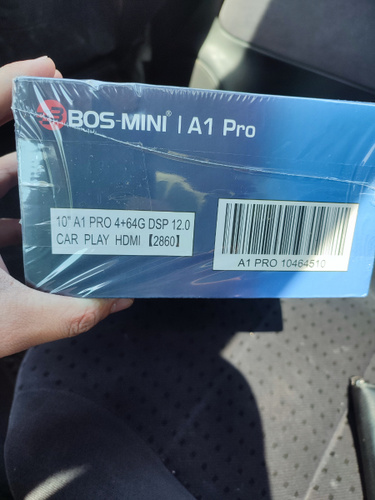 BOS-MINI® | A1 Pro
10" A1 PRO 4+64G DSP 12.0
CAR PLAY HDMI【2860】
A1 PRO 10464510